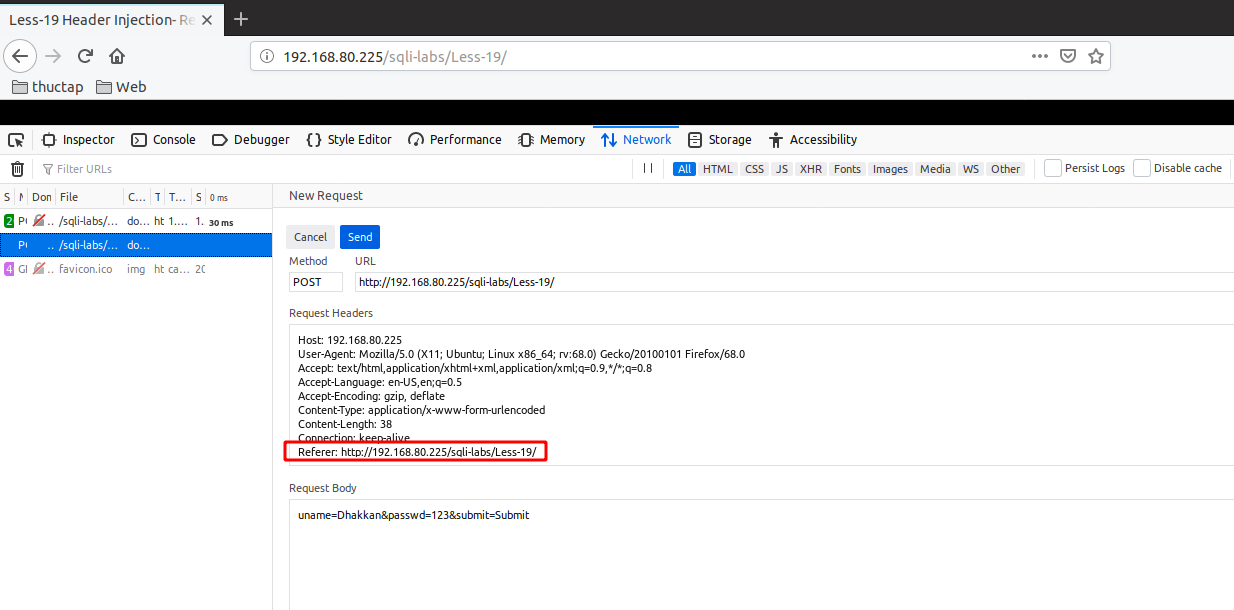 Less-19 Header Injection- Re
192.168.80.225/sqli-labs/Less-19/
thuctap Web
Inspector Console Debugger Style Editor Performance Memory Network Storage Accessibility
Filter URLs All HTML CSS JS XHR Fonts Images Media WS Other Persist Logs Disable cache
S Don File C... T T... S 0 ms
New Request
2 /sqli-labs/... do... ht 1.... 1. 30 ms
/sqli-labs/... do...
4 favicon.ico img ht ca... 20
Cancel Send
Method URL
POST http://192.168.80.225/sqli-labs/Less-19/
Request Headers
Host: 192.168.80.225
User-Agent: Mozilla/5.0 (X11; Ubuntu; Linux x86_64; rv:68.0) Gecko/20100101 Firefox/68.0
Accept: text/html,application/xhtml+xml,application/xml;q=0.9,*/*;q=0.8
Accept-Language: en-US,en;q=0.5
Accept-Encoding: gzip, deflate
Content-Type: application/x-www-form-urlencoded
Content-Length: 38
Connection: keep-alive
Referer: http://192.168.80.225/sqli-labs/Less-19/
Request Body
uname=Dhakkan&passwd=123&submit=Submit